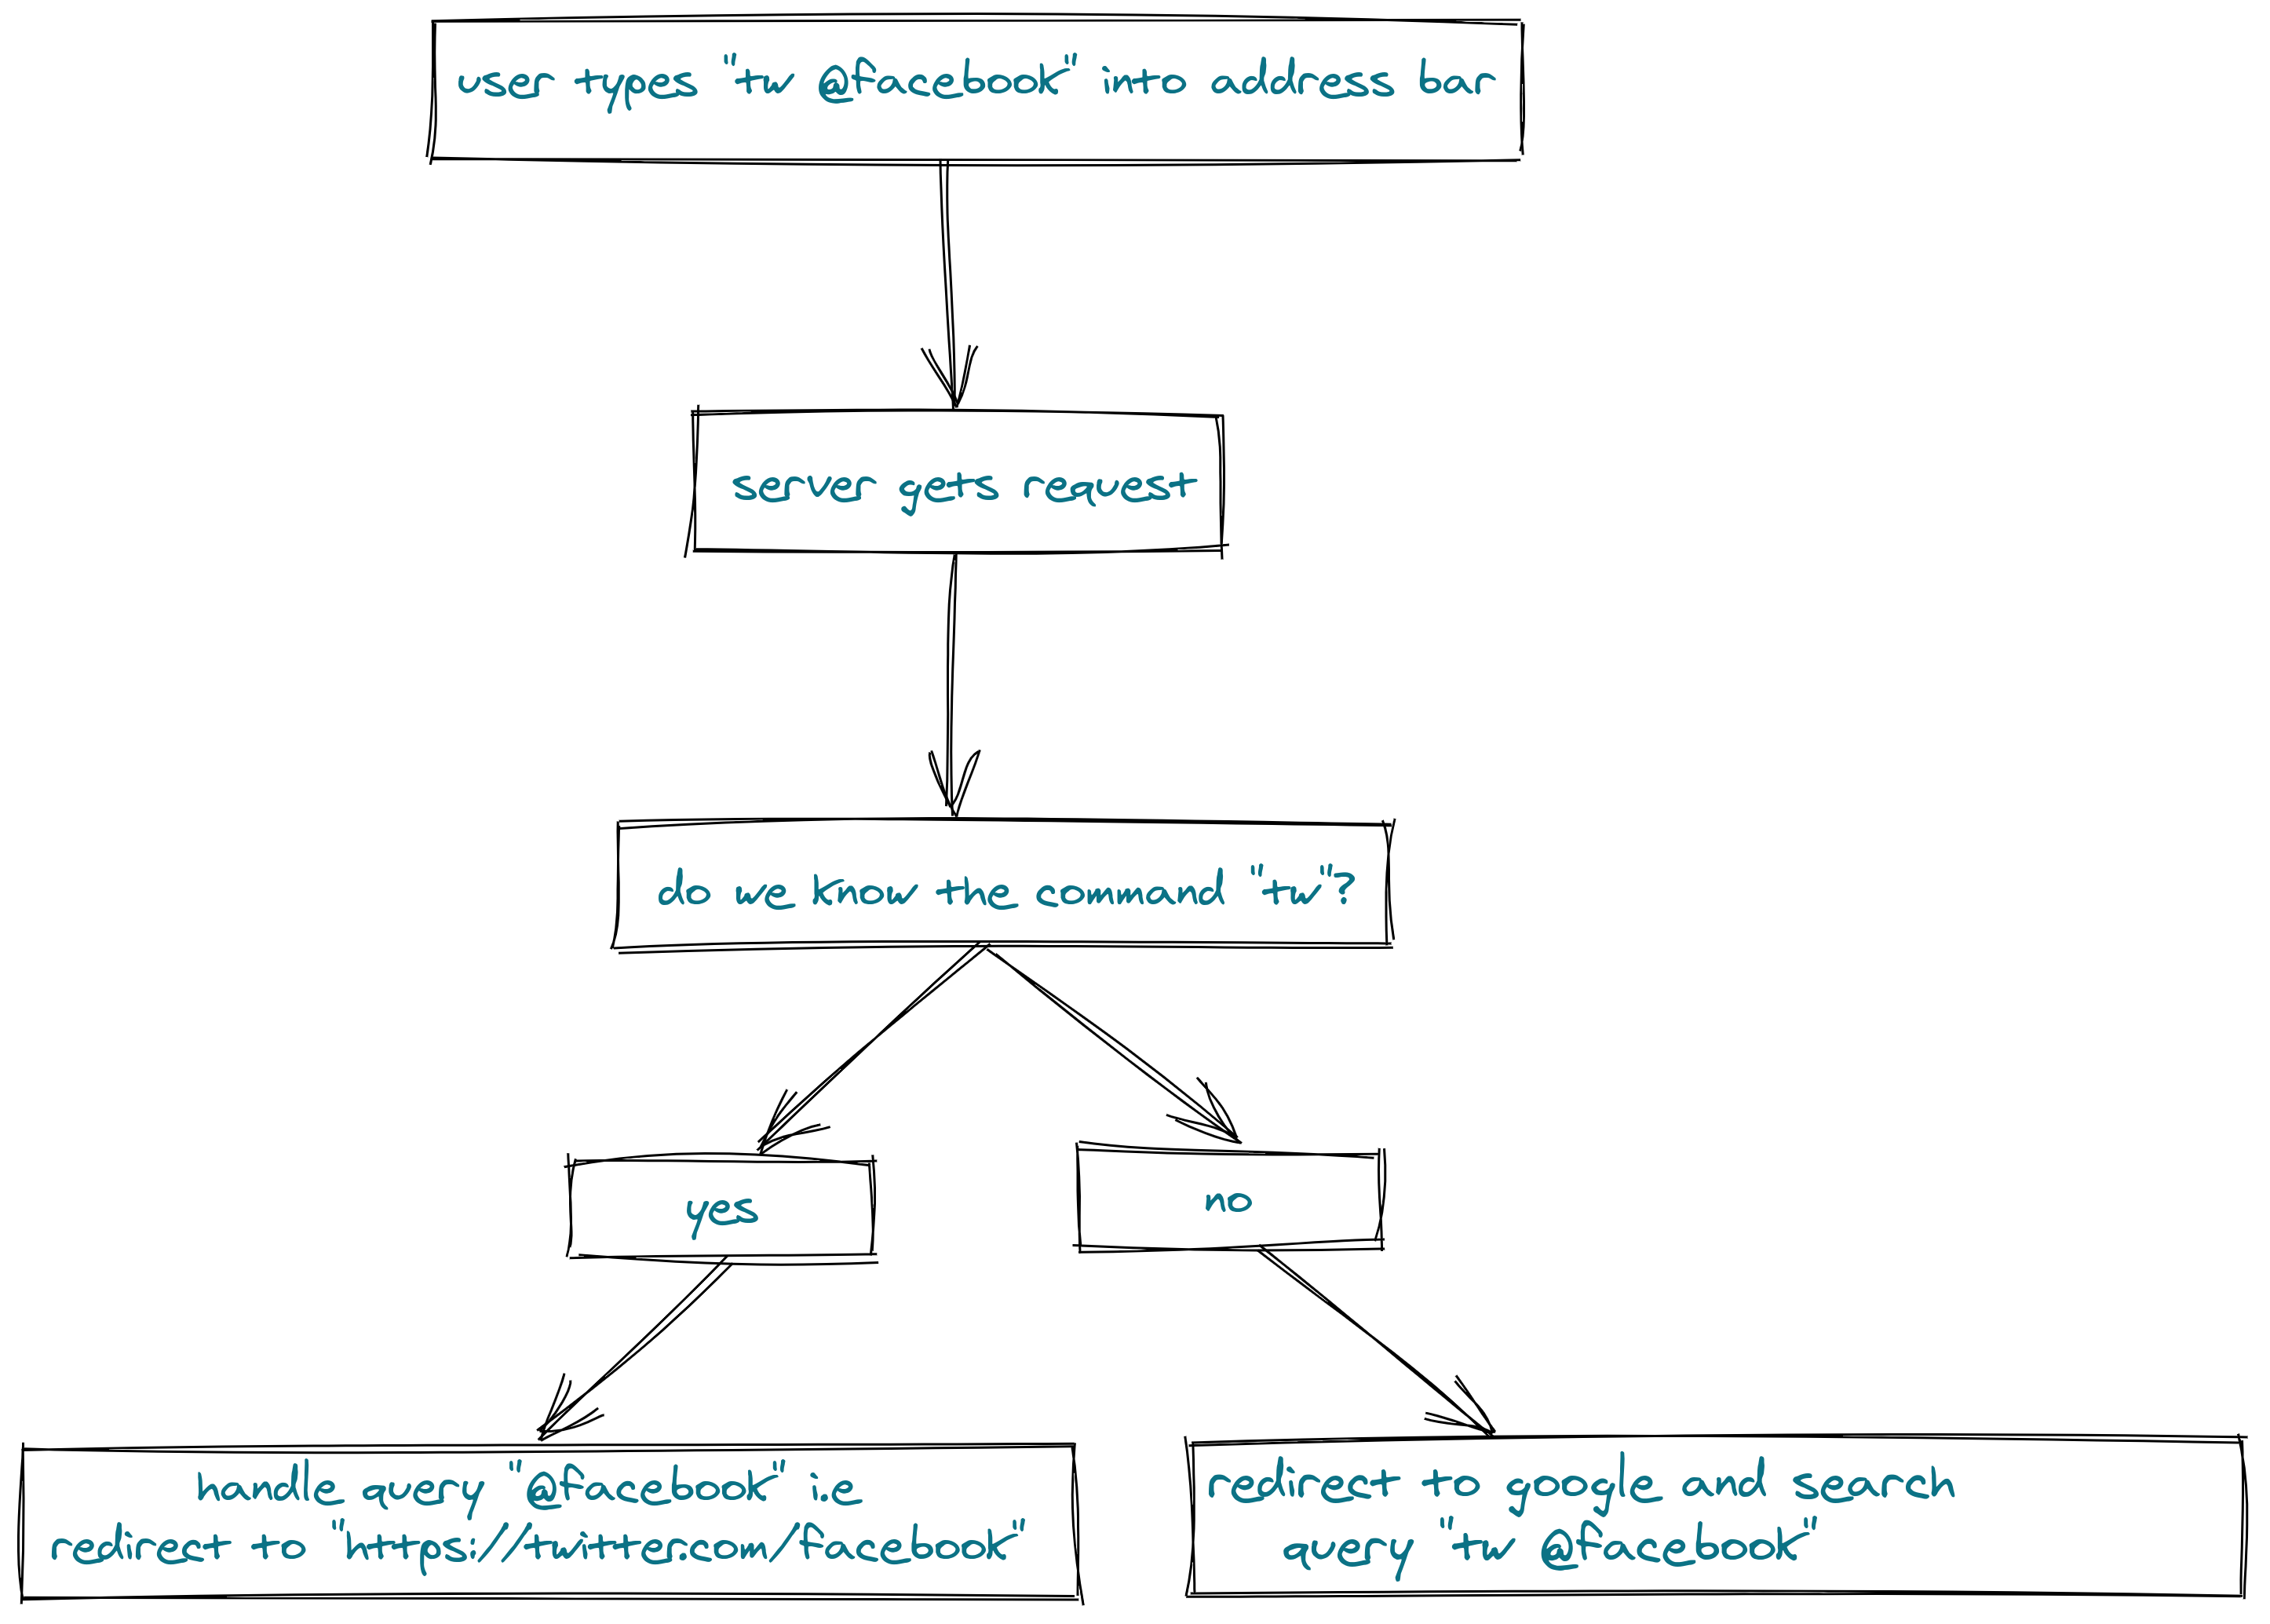 user types "tw @facebook" into address bar
server gets request
do we know the command "tw"?
yes
no
handle query "@facebook" i.e
redirect to "https://twitter.com/facebook"
redirect to google and search
query "tw @facebook"